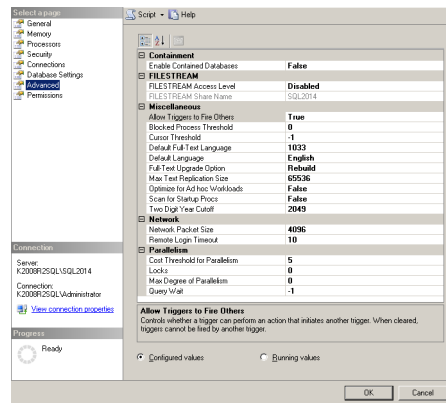 Select a page
General
Memory
Processors
Security
Connections
Database Settings
Advanced
Permissions
Script Help
Containment
Enable Contained Databases False
FILESTREAM
FILESTREAM Access Level Disabled
FILESTREAM Share Name SQL2014
Miscellaneous
Allow Triggers to Fire Others True
Blocked Process Threshold 0
Cursor Threshold -1
Default Full-Text Language 1033
Default Language English
Full-Text Upgrade Option Rebuild
Max Text Replication Size 65536
Optimize for Ad hoc Workloads False
Scan for Startup Procs False
Two Digit Year Cutoff 2049
Network
Network Packet Size 4096
Remote Login Timeout 10
Parallelism
Cost Threshold for Parallelism 5
Locks 0
Max Degree of Parallelism 0
Query Wait -1
Connection
Server:
K2008R2SQL\SQL2014
Connection:
K2008R2SQL\Administrator
View connection properties
Progress
Ready
Allow Triggers to Fire Others
Controls whether a trigger can perform an action that initiates another trigger. When cleared,
triggers cannot be fired by another trigger.
Configured values Running values
OK Cancel